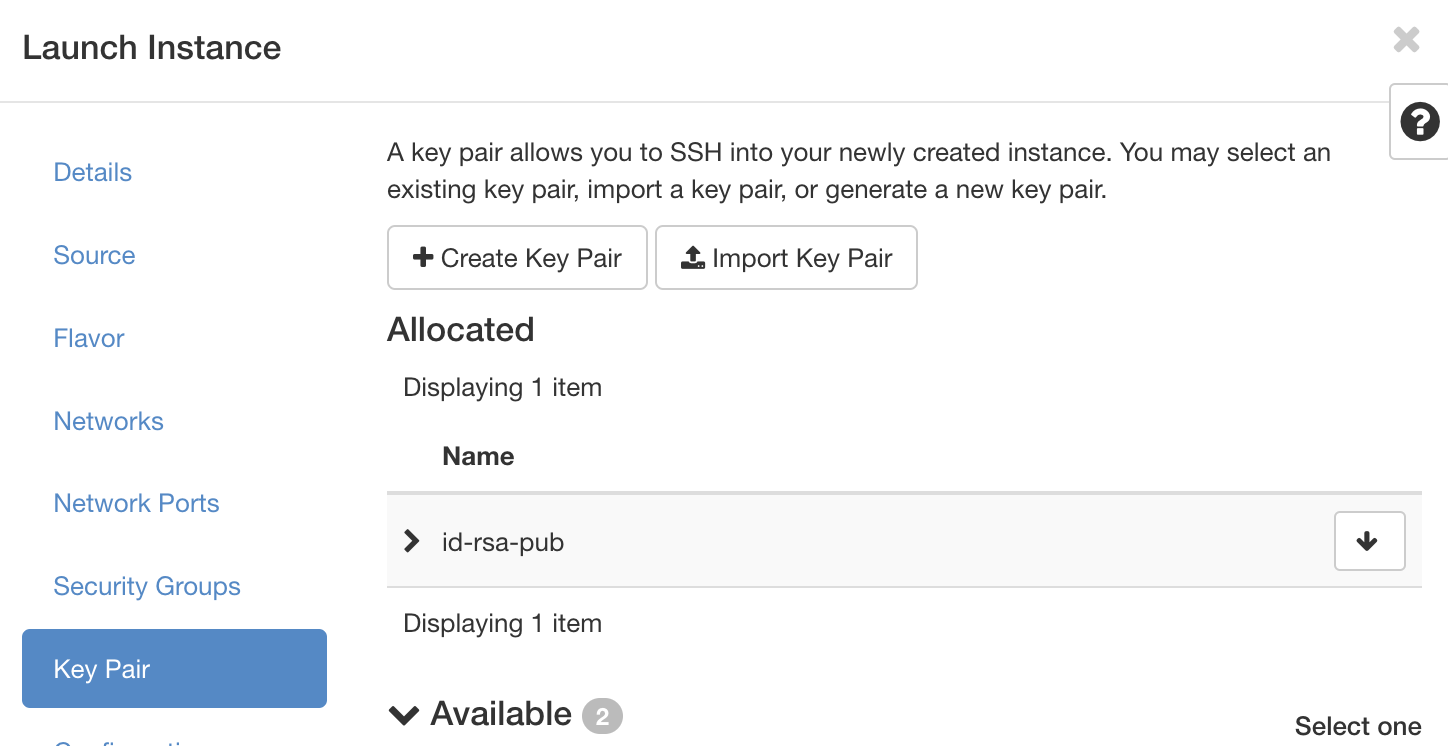 Launch Instance
Details
Source
Flavor
Networks
Network Ports
Security Groups
Key Pair
A key pair allows you to SSH into your newly created instance. You may select an
existing key pair, import a key pair, or generate a new key pair.
Create Key Pair
Import Key Pair
Allocated
Displaying 1 item
Name
id-rsa-pub
Displaying 1 item
Available 2
Select one